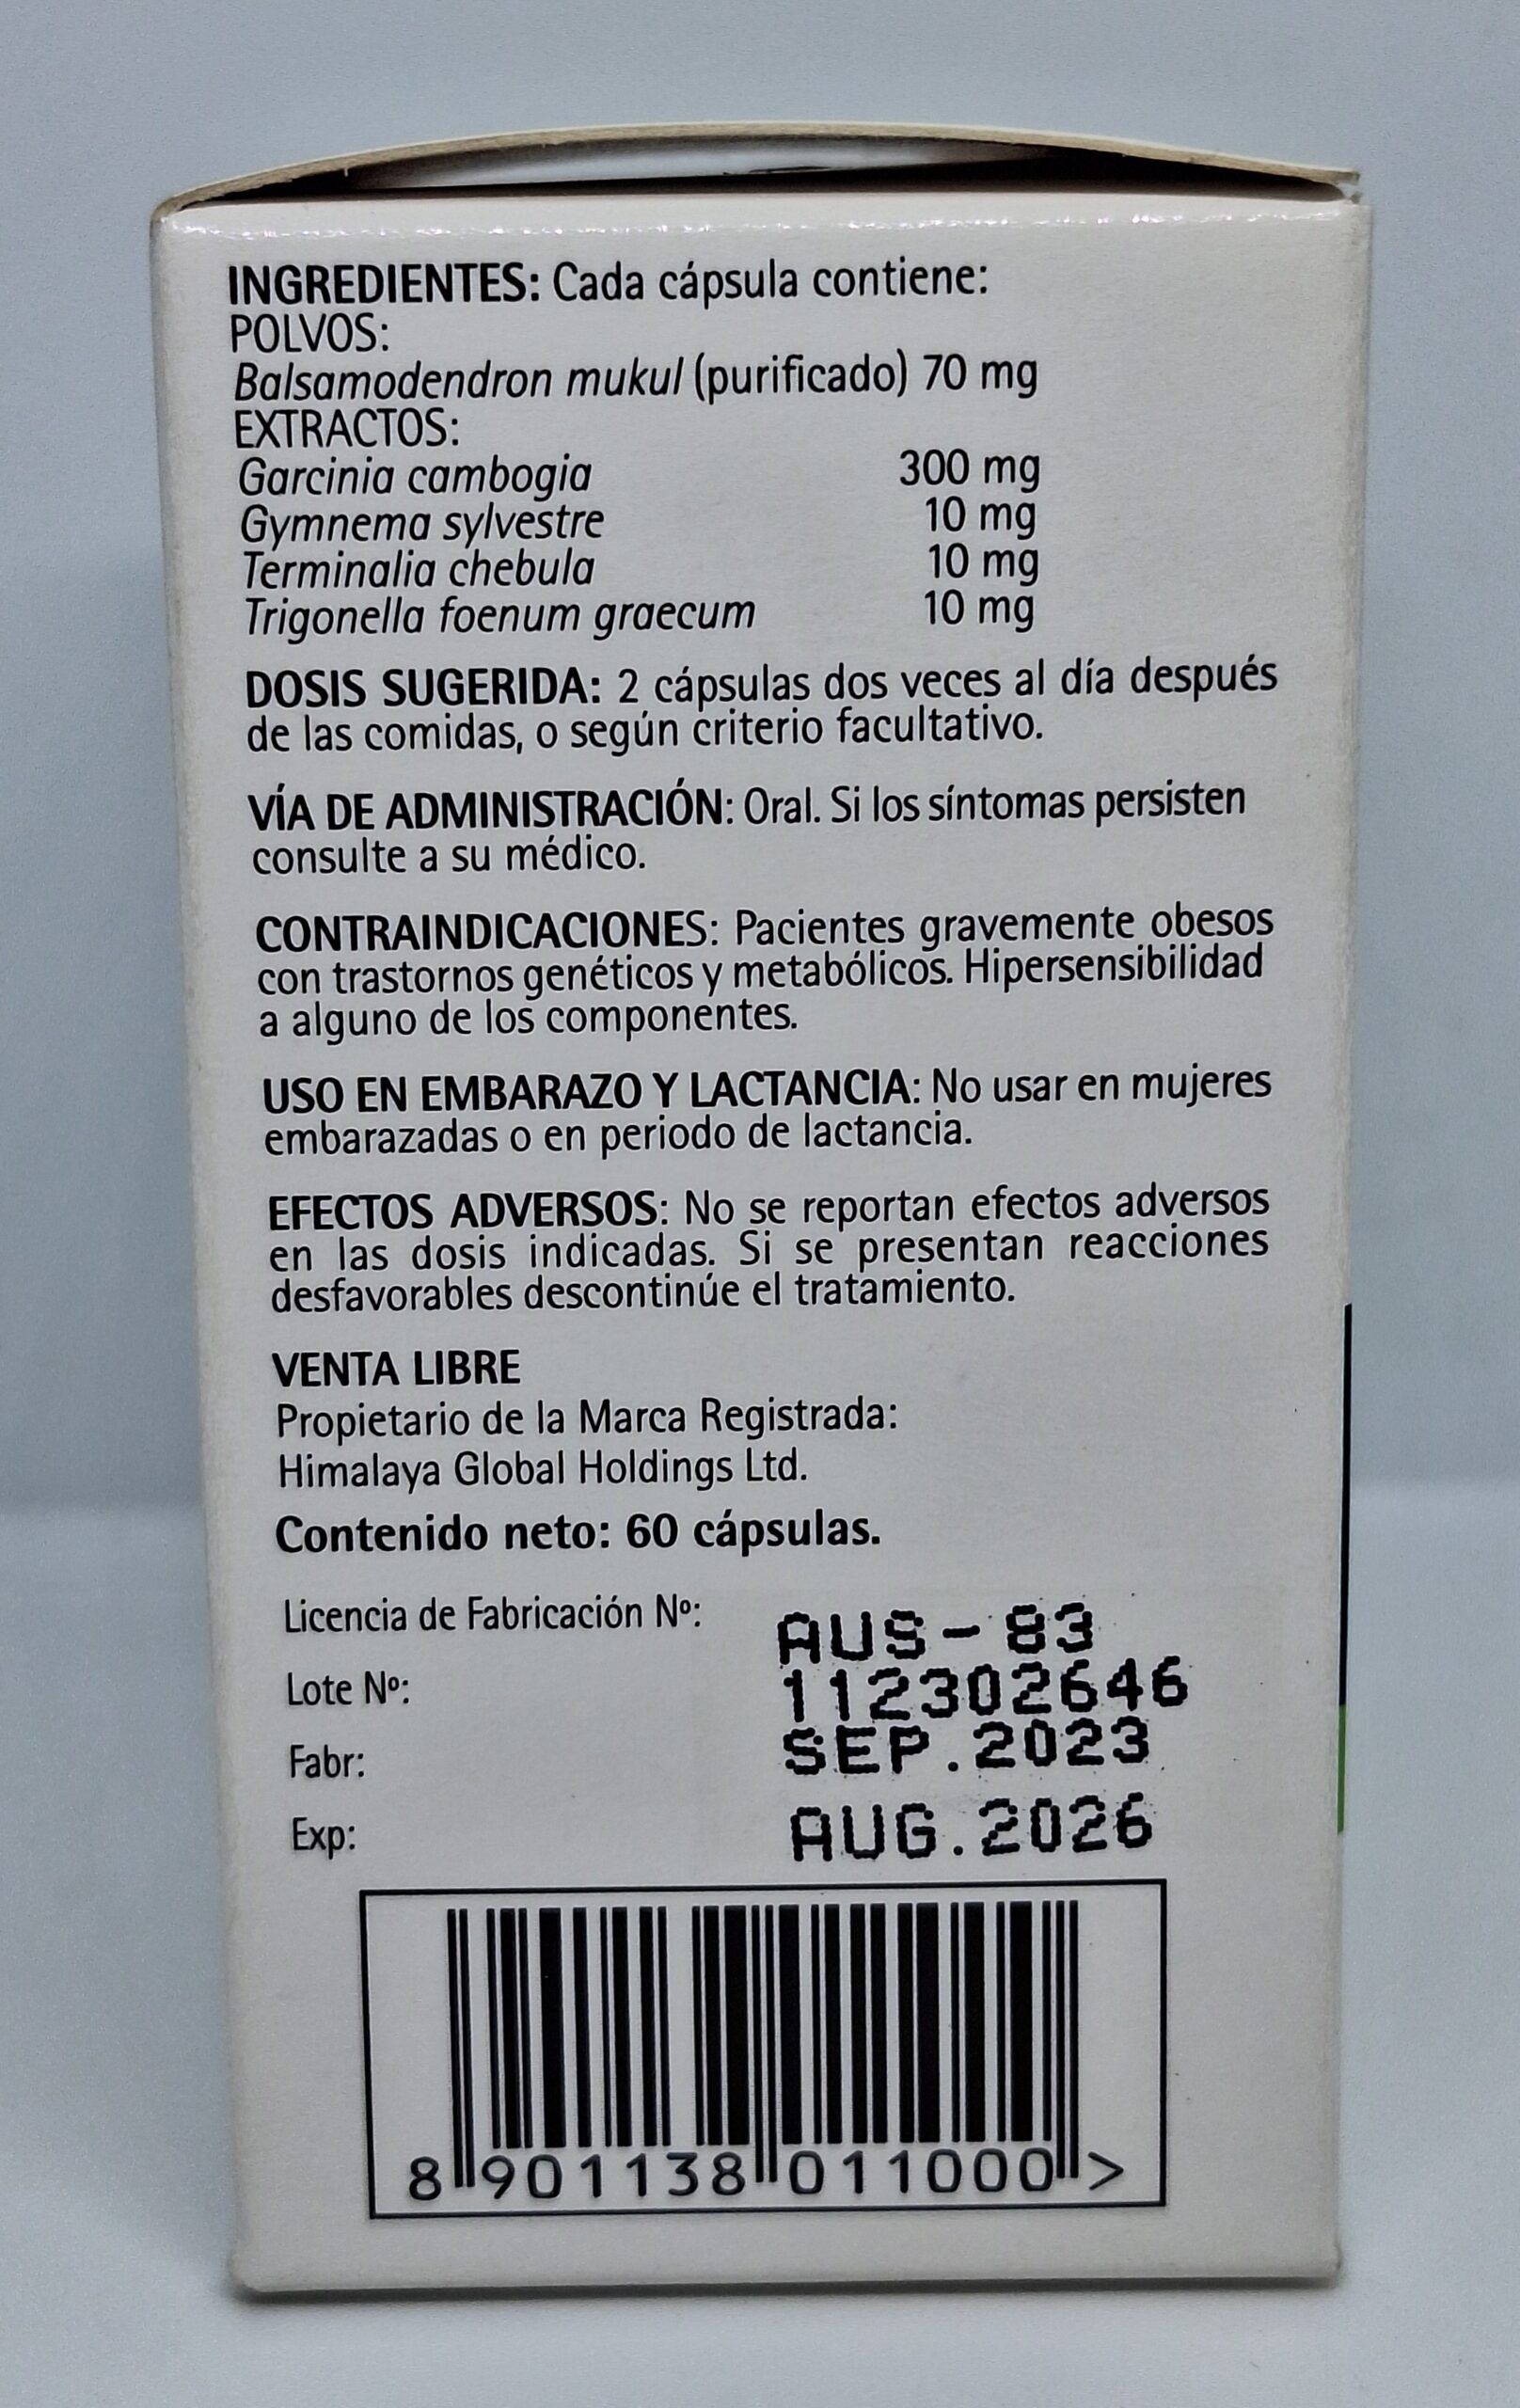 INGREDIENTES: Cada cápsula contiene:
POLVOS:
Balsamodendron mukul (purificado) 70 mg
EXTRACTOS:
Garcinia cambogia 300 mg
Gymnema sylvestre 10 mg
Terminalia chebula 10 mg
Trigonella foenum graecum 10 mg
DOSIS SUGERIDA: 2 cápsulas dos veces al día después
de las comidas, o según criterio facultativo.
VÍA DE ADMINISTRACIÓN: Oral. Si los síntomas persisten
consulte a su médico.
CONTRAINDICACIONES: Pacientes gravemente obesos
con trastornos genéticos y metabólicos. Hipersensibilidad
a alguno de los componentes.
USO EN EMBARAZO Y LACTANCIA: No usar en mujeres
embarazadas o en periodo de lactancia.
EFECTOS ADVERSOS: No se reportan efectos adversos
en las dosis indicadas. Si se presentan reacciones
desfavorables descontinúe el tratamiento.
VENTA LIBRE
Propietario de la Marca Registrada:
Himalaya Global Holdings Ltd.
Contenido neto: 60 cápsulas.
Licencia de Fabricación Nº: AUS-83
Lote Nº: 112302646
Fabr: SEP.2023
Exp: AUG.2026
8 901138 011000 >